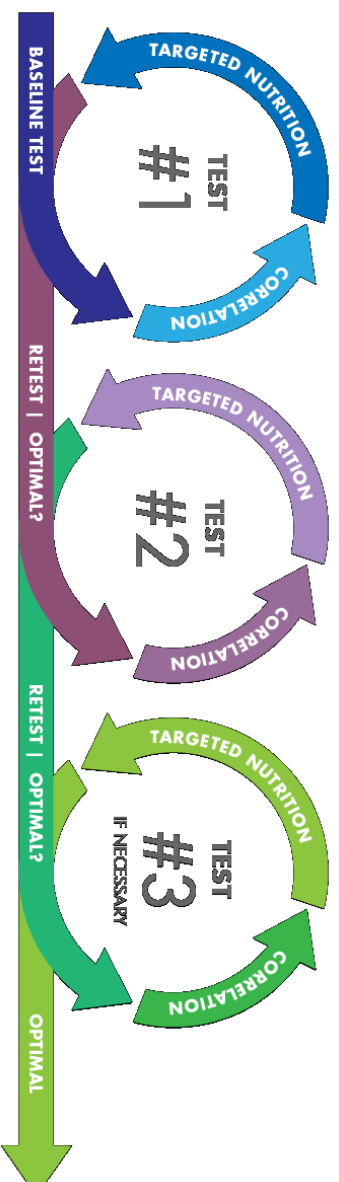 TARGETED NUTRITION
TEST
#1
CORRELATION
BASELINE TEST
TARGETED NUTRITION
TEST
#2
CORRELATION
RETEST | OPTIMAL?
TARGETED NUTRITION
TEST
#3
IF NECESSARY
CORRELATION
RETEST | OPTIMAL?
OPTIMAL